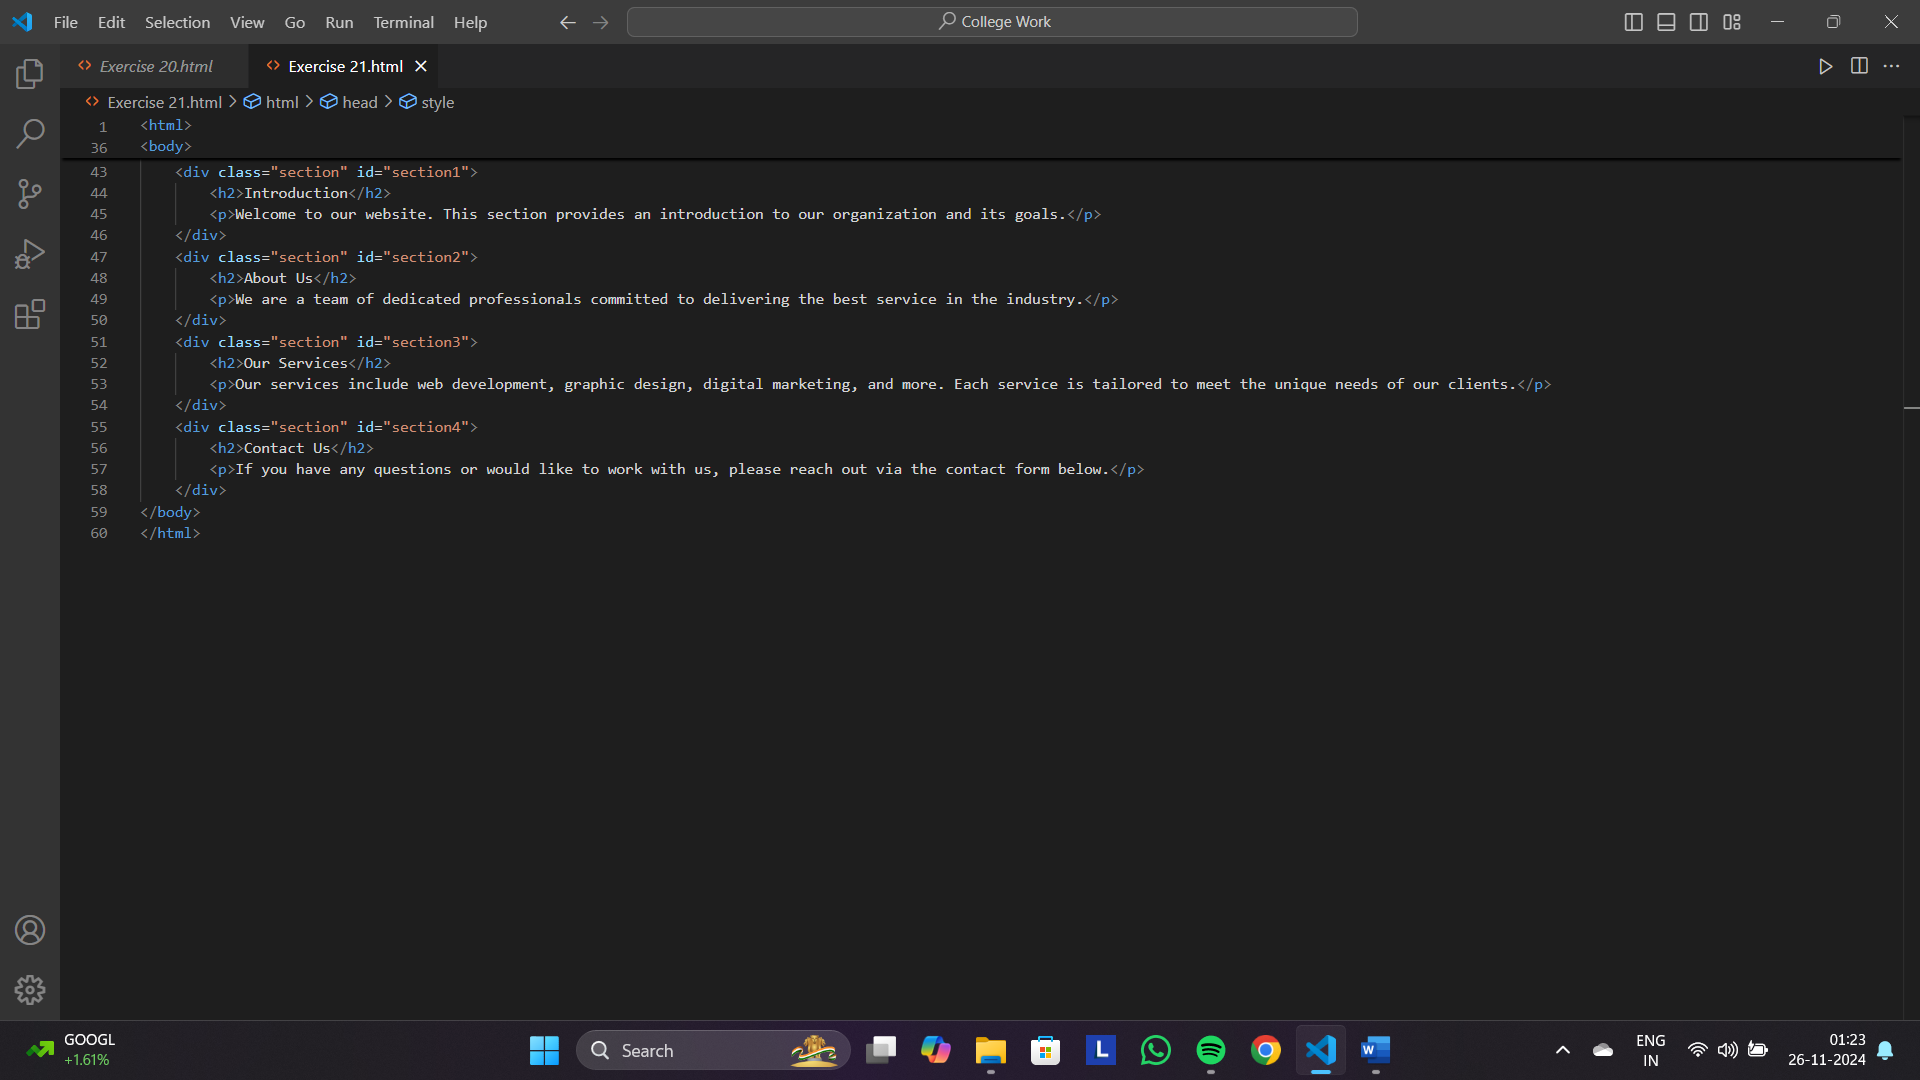 File Edit Selection View Go Run Terminal Help
College Work
Exercise 20.html
Exercise 21.html
Exercise 21.html > html > head > style
1 <html>
36 <body>
43 <div class="section" id="section1">
44 <h2>Introduction</h2>
45 <p>Welcome to our website. This section provides an introduction to our organization and its goals.</p>
46 </div>
47 <div class="section" id="section2">
48 <h2>About Us</h2>
49 <p>We are a team of dedicated professionals committed to delivering the best service in the industry.</p>
50 </div>
51 <div class="section" id="section3">
52 <h2>Our Services</h2>
53 <p>Our services include web development, graphic design, digital marketing, and more. Each service is tailored to meet the unique needs of our clients.</p>
54 </div>
55 <div class="section" id="section4">
56 <h2>Contact Us</h2>
57 <p>If you have any questions or would like to work with us, please reach out via the contact form below.</p>
58 </div>
59 </body>
60 </html>
GOOGL
+1.61%
Search
L
W
ENG
IN
01:23
26-11-2024